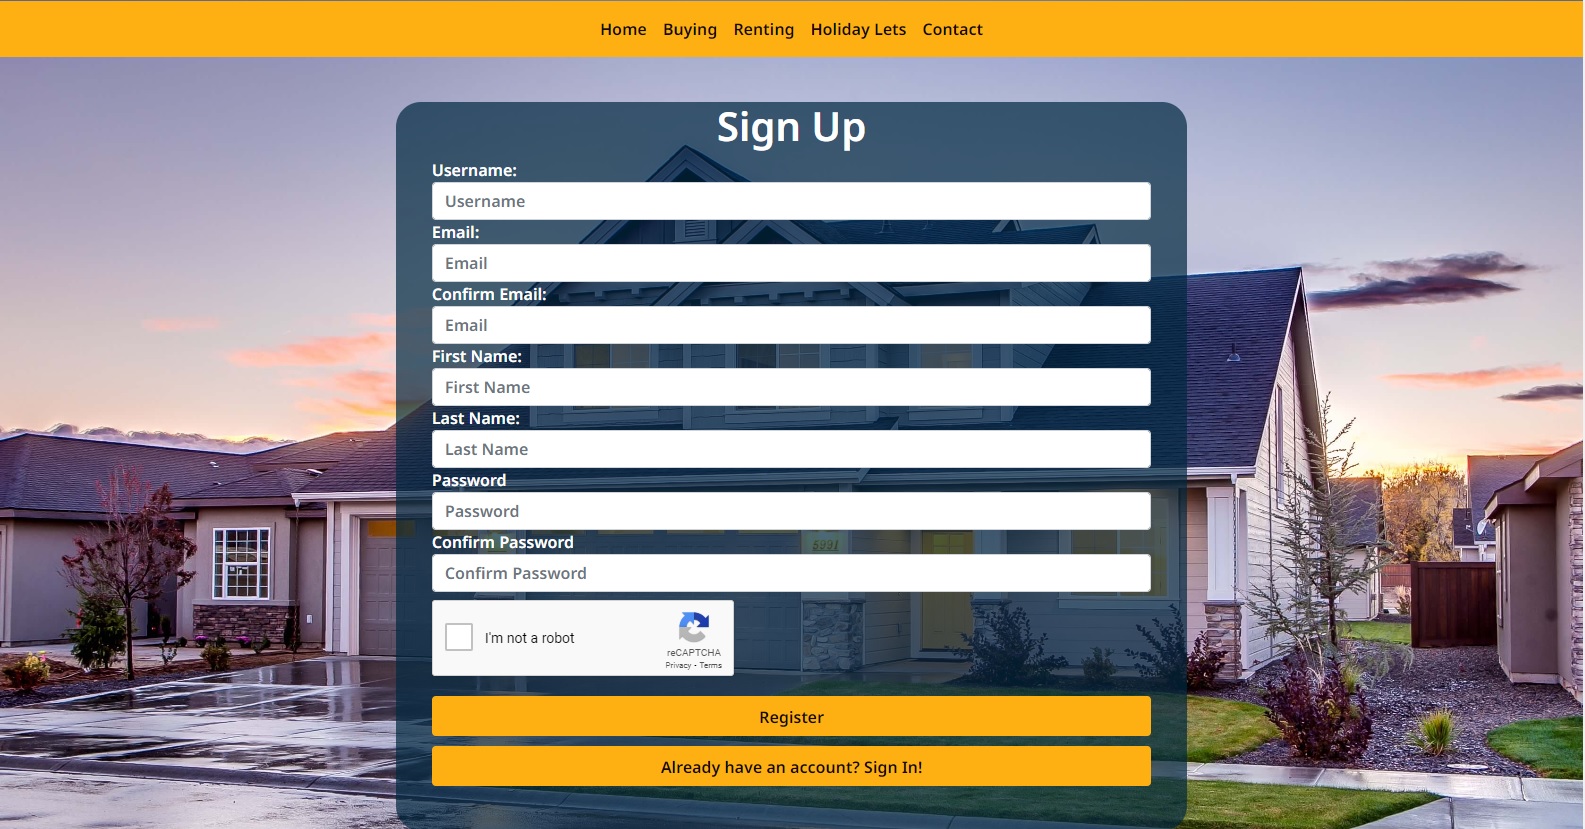 Home Buying Renting Holiday Lets Contact
Sign Up
Username:
Username
Email:
Email
Confirm Email:
Email
First Name:
First Name
Last Name:
Last Name
Password
Password
Confirm Password
Confirm Password
5991
I'm not a robot
reCAPTCHA
Privacy - Terms
Register
Already have an account? Sign In!